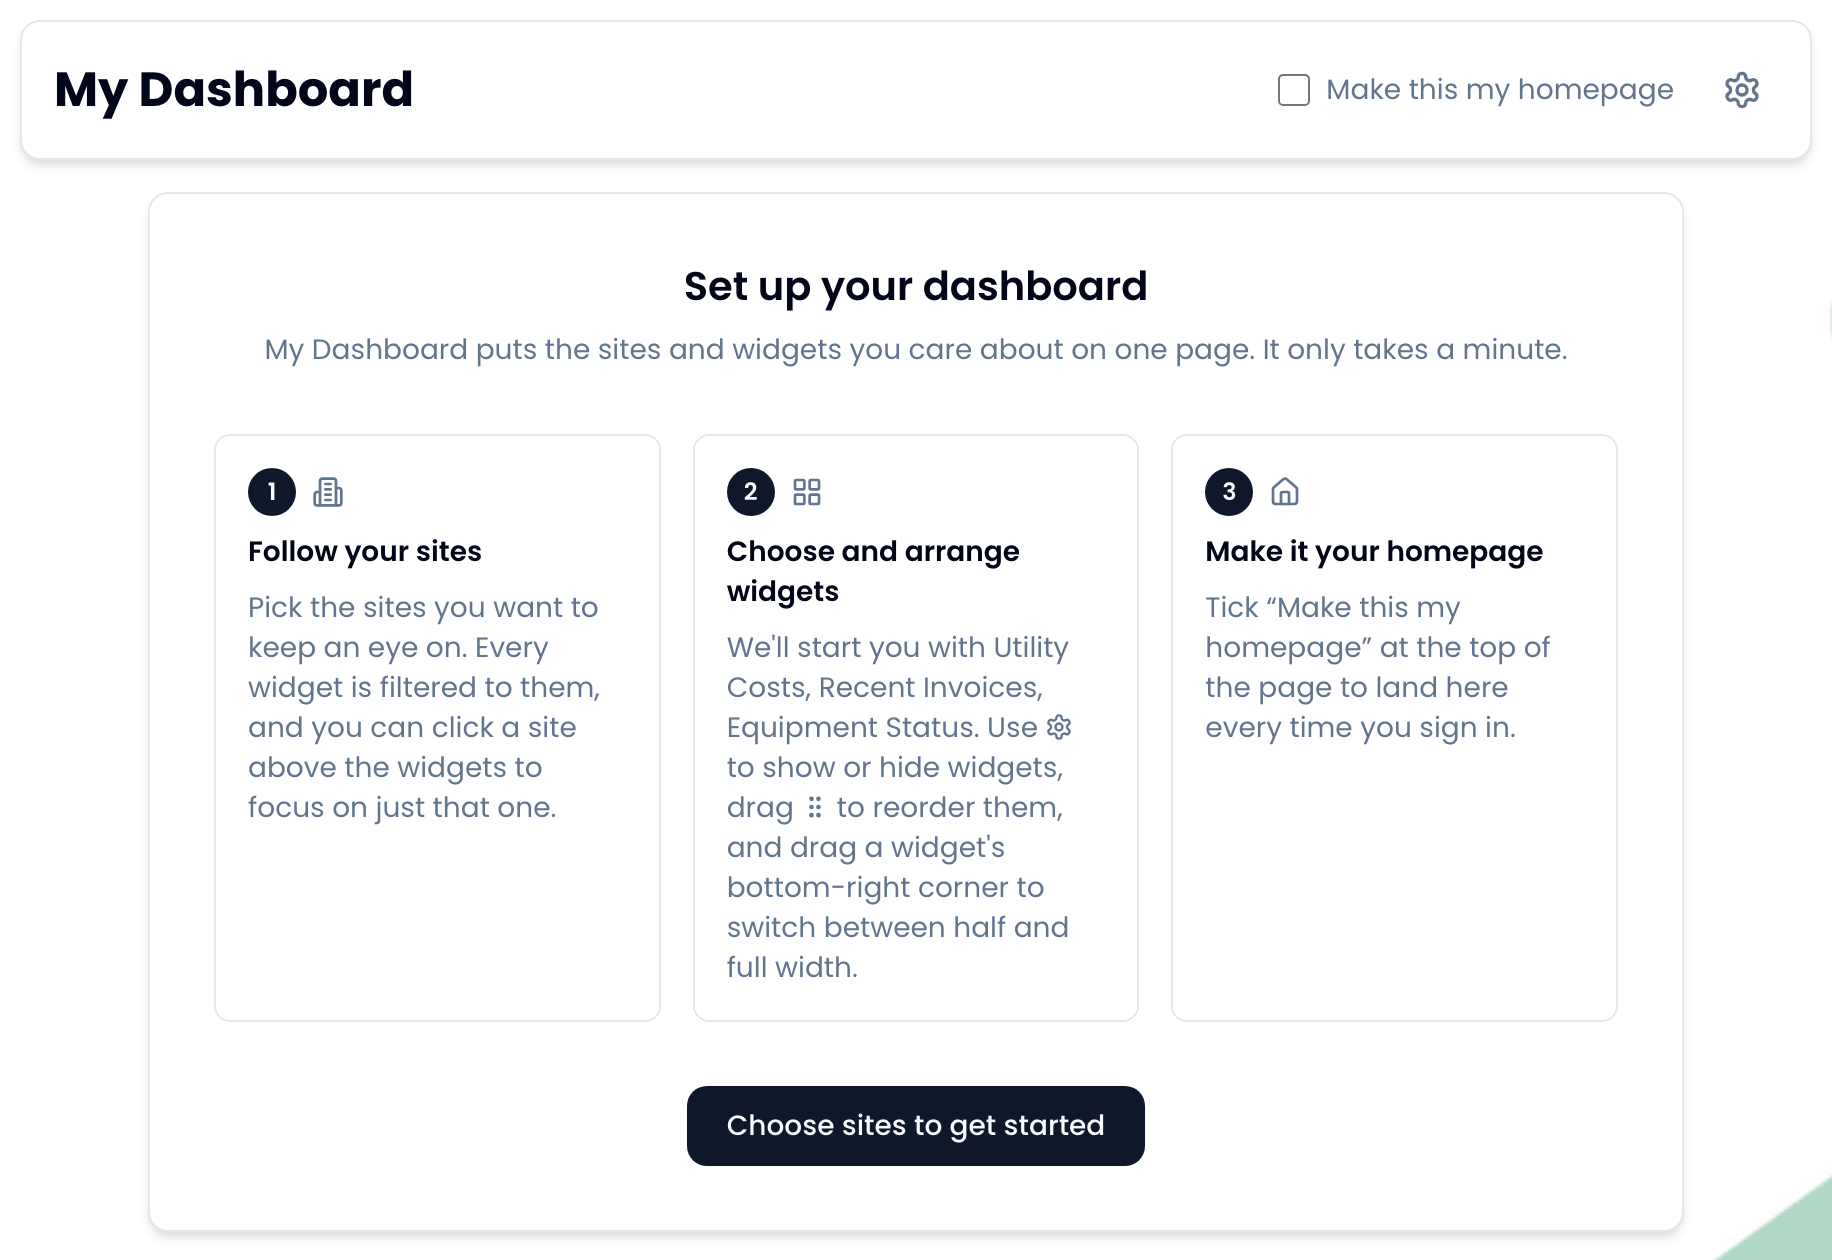 My Dashboard
Make this my homepage
Set up your dashboard
My Dashboard puts the sites and widgets you care about on one page. It only takes a minute.
1
Follow your sites
Pick the sites you want to
keep an eye on. Every
widget is filtered to them,
and you can click a site
above the widgets to
focus on just that one.
2
Choose and arrange
widgets
We'll start you with Utility
Costs, Recent Invoices,
Equipment Status. Use
to show or hide widgets,
drag to reorder them,
and drag a widget's
bottom-right corner to
switch between half and
full width.
3
Make it your homepage
Tick “Make this my
homepage” at the top of
the page to land here
every time you sign in.
Choose sites to get started